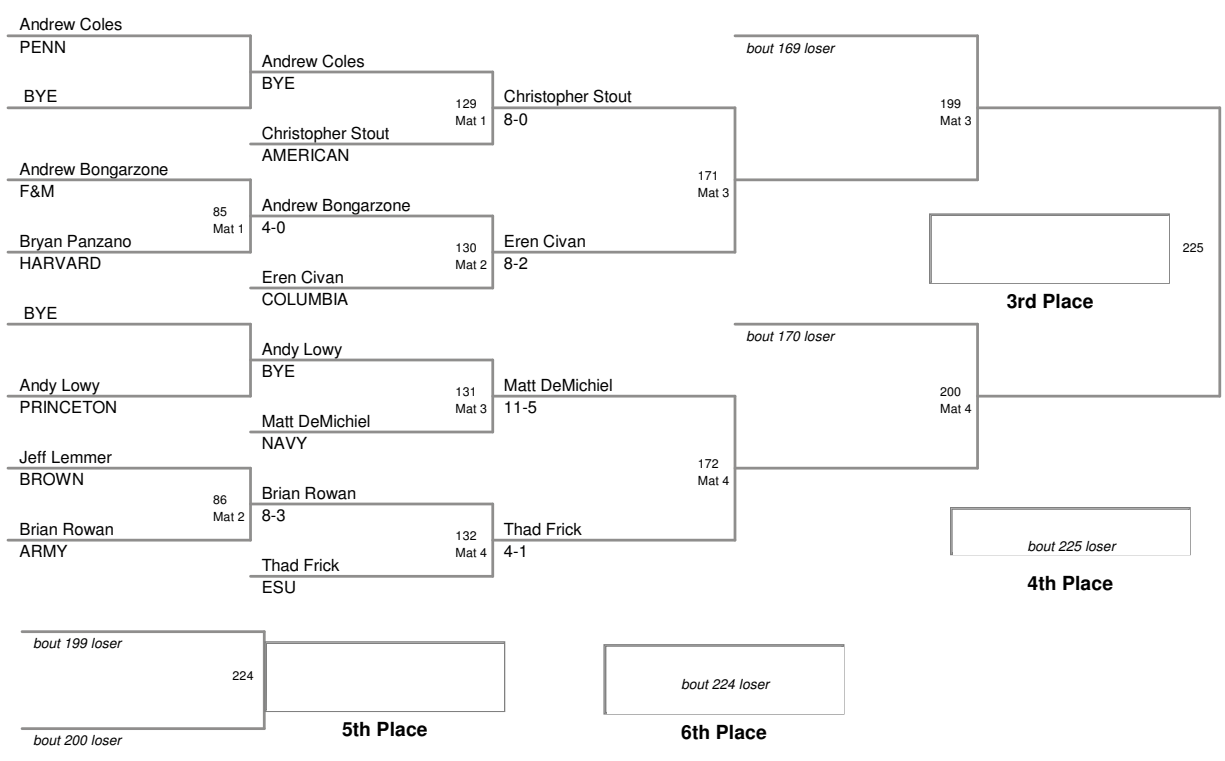 Andrew Coles
PENN
BYE
Andrew Bongarzone
F&M
85
Mat 1
Bryan Panzano
HARVARD
BYE
Andy Lowy
PRINCETON
Jeff Lemmer
BROWN
86
Mat 2
Brian Rowan
ARMY
Andrew Coles
BYE
129
Mat 1
Christopher Stout
AMERICAN
Andrew Bongarzone
4-0
130
Mat 2
Eren Civan
COLUMBIA
Andy Lowy
BYE
131
Mat 3
Matt DeMichiel
NAVY
Brian Rowan
8-3
132
Mat 4
Thad Frick
ESU
Christopher Stout
8-0
171
Mat 3
Eren Civan
8-2
Matt DeMichiel
11-5
172
Mat 4
Thad Frick
4-1
bout 169 loser
199
Mat 3
bout 170 loser
200
Mat 4
225
3rd Place
bout 225 loser
4th Place
bout 199 loser
224
bout 200 loser
5th Place
bout 224 loser
6th Place